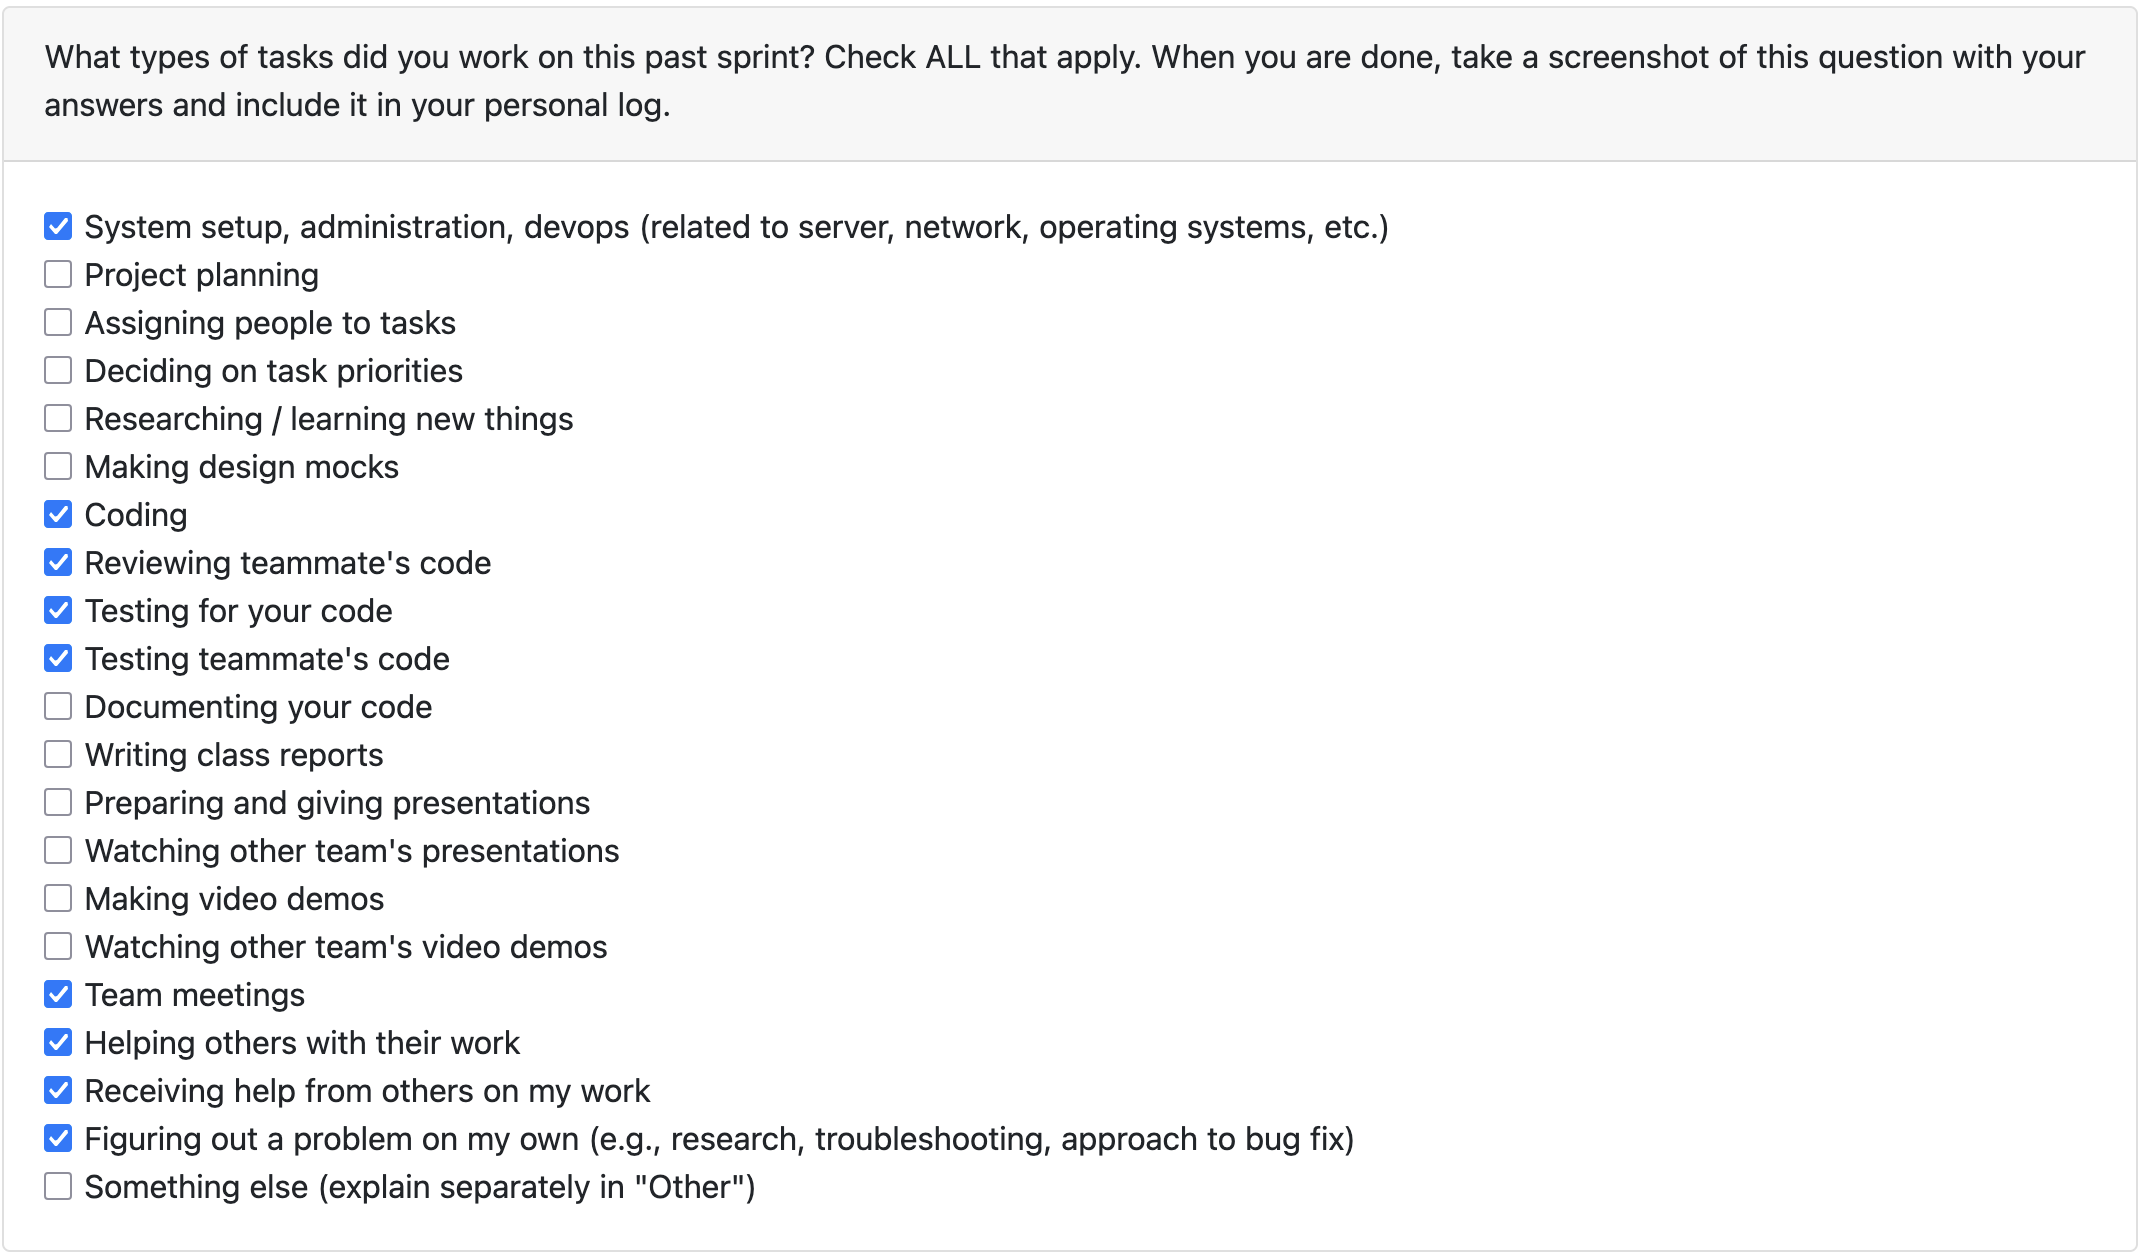 What types of tasks did you work on this past sprint? Check ALL that apply. When you are done, take a screenshot of this question with your
answers and include it in your personal log.
System setup, administration, devops (related to server, network, operating systems, etc.)
Project planning
Assigning people to tasks
Deciding on task priorities
Researching / learning new things
Making design mocks
Coding
Reviewing teammate's code
Testing for your code
Testing teammate's code
Documenting your code
Writing class reports
Preparing and giving presentations
Watching other team's presentations
Making video demos
Watching other team's video demos
Team meetings
Helping others with their work
Receiving help from others on my work
Figuring out a problem on my own (e.g., research, troubleshooting, approach to bug fix)
Something else (explain separately in "Other")